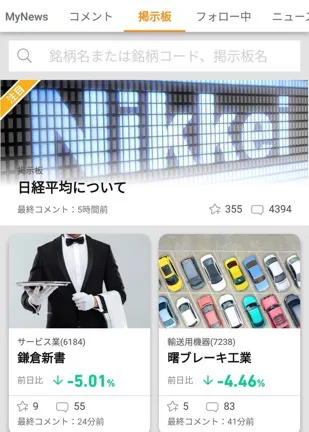 MyNews コメント 掲示板 フォロー中 ニュース
銘柄名または銘柄コード、掲示板名
注目
Nikkei
掲示板
日経平均について
最終コメント：5時間前 355 4394
サービス業(6184) 輸送用機器(7238)
鎌倉新書 曙ブレーキ工業
前日比 -5.01% 前日比 -4.46%
9 55 5 83
最終コメント：24分前 最終コメント：41分前